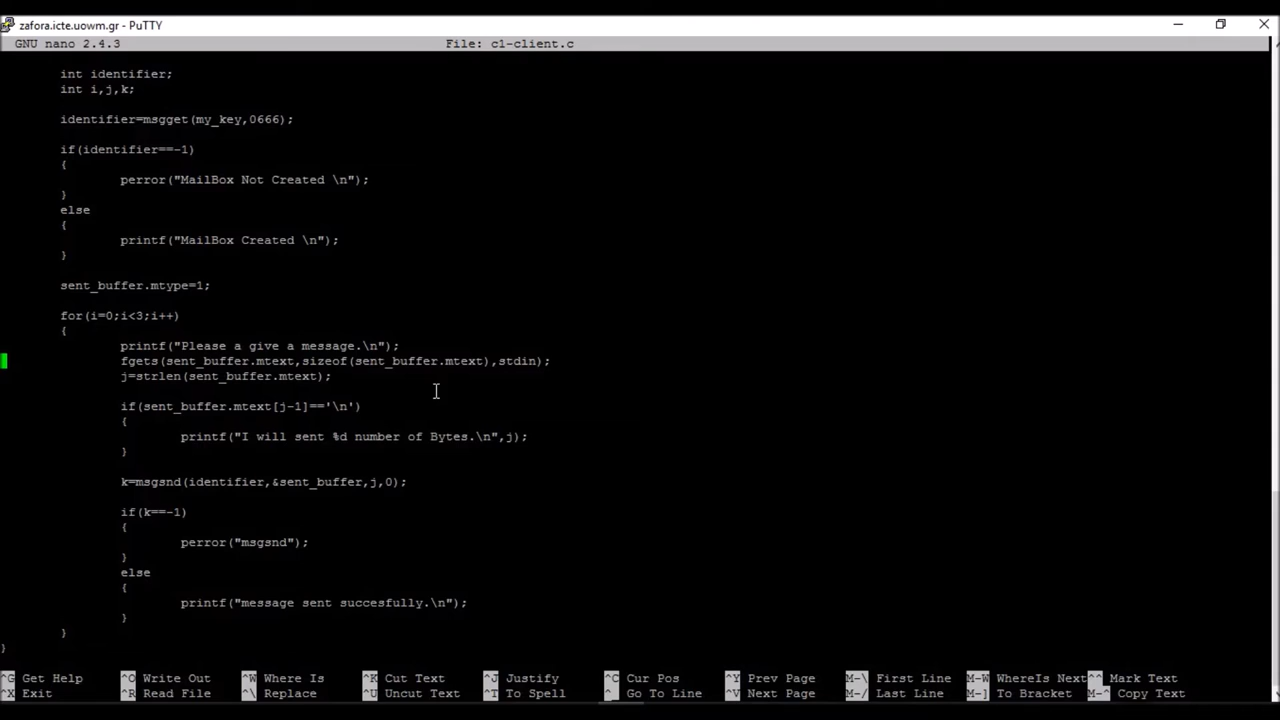 zafora.icte.uowm.gr - PuTTY
GNU nano 2.4.3 File: c1-client.c
int identifier;
int i,j,k;
identifier=msgget(my_key,0666);
if(identifier==-1)
{
perror("MailBox Not Created \n");
}
else
{
printf("MailBox Created \n");
}
sent_buffer.mtype=1;
for(i=0;i<3;i++)
{
printf("Please a give a message.\n");
fgets(sent_buffer.mtext,sizeof(sent_buffer.mtext),stdin);
j=strlen(sent_buffer.mtext);
if(sent_buffer.mtext[j-1]=='\n')
{
printf("I will sent %d number of Bytes.\n",j);
}
k=msgsnd(identifier,&sent_buffer,j,0);
if(k==-1)
{
perror("msgsnd");
}
else
{
printf("message sent succesfully.\n");
}
}
}
^G Get Help ^O Write Out ^W Where Is ^K Cut Text ^J Justify ^C Cur Pos ^Y Prev Page M-\ First Line M-W WhereIs Next ^^ Mark Text
^X Exit ^R Read File ^\ Replace ^U Uncut Text ^T To Spell ^_ Go To Line ^V Next Page M-/ Last Line M-] To Bracket M-^ Copy Text